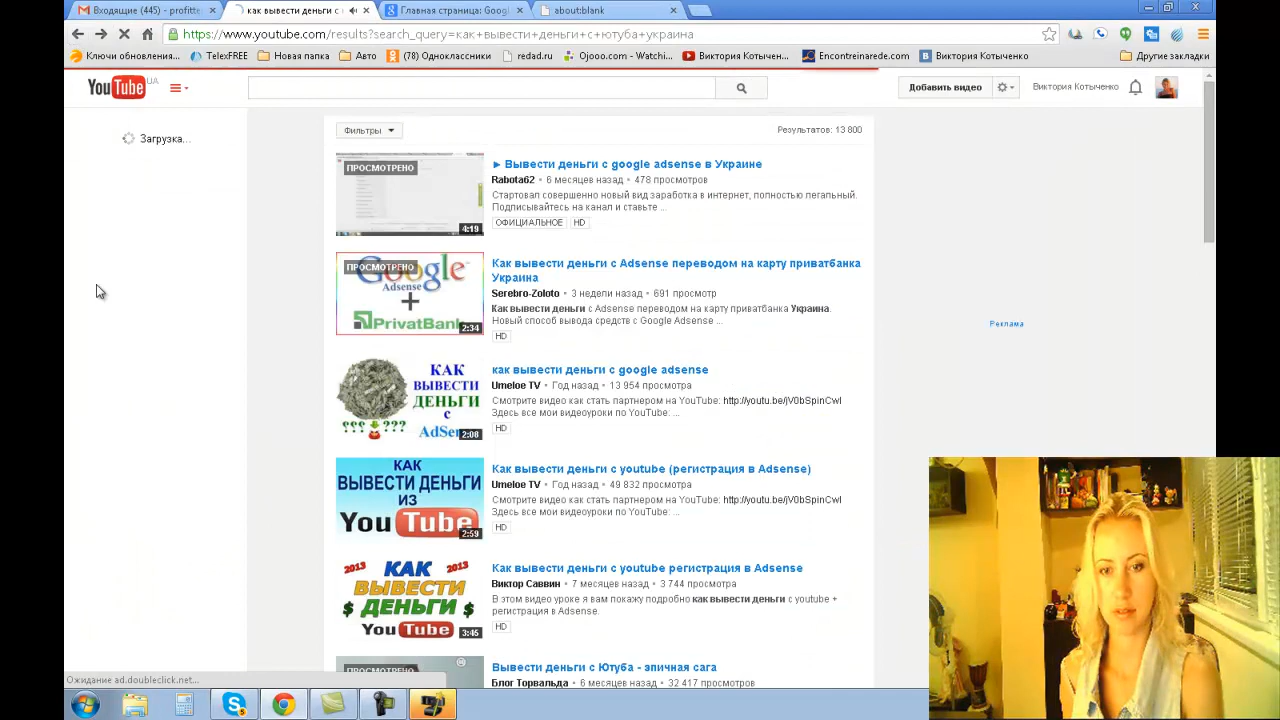 Входящие (445) - profitte
как вывести деньги с
Главная страница: Googl
about:blank
https://www.youtube.com/results?search_query=как+вывести+деньги+с+ютуба+украина
Ключи обновления...
TelexFREE
Новая папка
Авто
(78) Одноклассники
redad.ru
Ojooo.com - Watchi...
Виктория Котычен...
Encontreinarede.com
Виктория Котыченко
Другие закладки
YouTube UA
Добавить видео
Виктория Котыченко
Загрузка...
Фильтры
Результатов: 13 800
ПРОСМОТРЕНО
4:19
► Вывести деньги с google adsense в Украине
Rabota62 • 6 месяцев назад • 478 просмотров
Стартовал совершенно новый вид заработка в интернет, полностью легальный.
Подписывайтесь на канал и ставьте ...
ОФИЦИАЛЬНОЕ HD
ПРОСМОТРЕНО
Google
Adsense
+
PrivatBank
2:34
Как вывести деньги с Adsense переводом на карту приватбанка
Украина
Serebro-Zoloto • 3 недели назад • 691 просмотр
Как вывести деньги с Adsense переводом на карту приватбанка Украина.
Новый способ вывода средств с Google Adsense ...
HD
Реклама
КАК
ВЫВЕСТИ
ДЕНЬГИ
С
AdSen
??? ???
2:08
как вывести деньги с google adsense
Umeloe TV • Год назад • 13 954 просмотра
Смотрите видео как стать партнером на YouTube: http://youtu.be/jV0bSpinCwI
Здесь все мои видеоуроки по YouTube: ...
HD
КАК
ВЫВЕСТИ ДЕНЬГИ
ИЗ
YouTube
2:59
Как вывести деньги с youtube (регистрация в Adsense)
Umeloe TV • Год назад • 49 832 просмотра
Смотрите видео как стать партнером на YouTube: http://youtu.be/jV0bSpinCwI
Здесь все мои видеоуроки по YouTube: ...
HD
2013 КАК 2013
ВЫВЕСТИ
$ ДЕНЬГИ $
YouTube
3:45
Как вывести деньги с youtube регистрация в Adsense
Виктор Саввин • 7 месяцев назад • 3 744 просмотра
В этом видео уроке я вам покажу подробно как вывести деньги с youtube +
регистрация в Adsense.
HD
ПРОСМОТРЕНО
Вывести деньги с Ютуба - эпичная сага
Блог Торвальда • 6 месяцев назад • 32 417 просмотров
Ожидание ad.doubleclick.net...